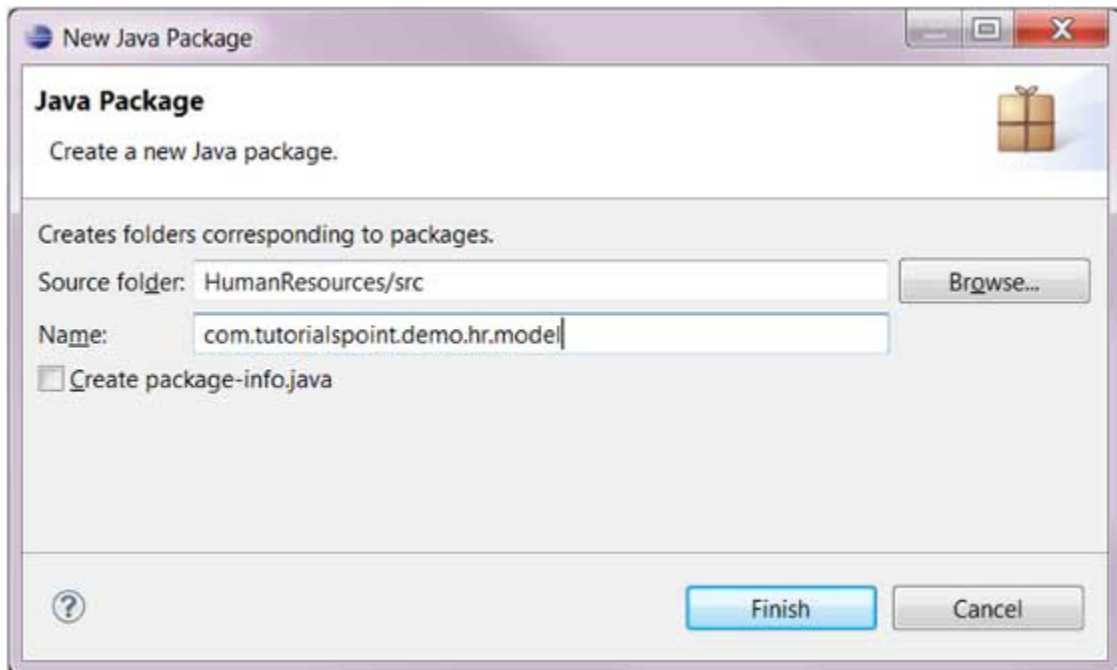 New Java Package
Java Package
Create a new Java package.
Creates folders corresponding to packages.
Source folder: HumanResources/src Browse...
Name: com.tutorialspoint.demo.hr.model
Create package-info.java
? Finish Cancel